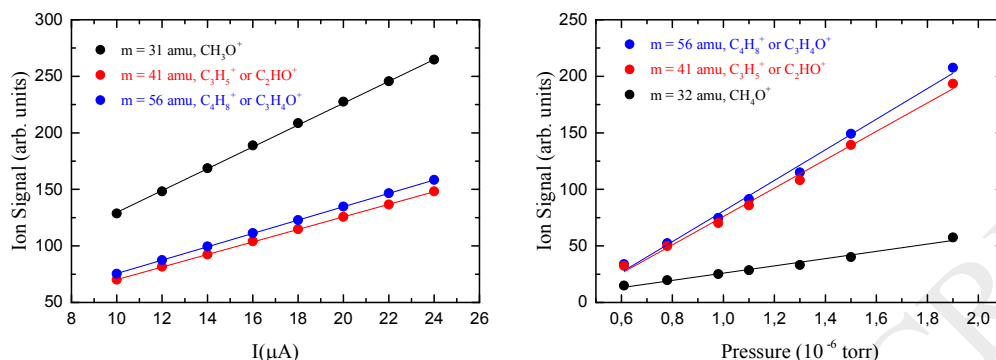 m = 31 amu, CH₃O⁺
m = 41 amu, C₃H₅⁺ or C₂HO⁺
m = 56 amu, C₄H₈⁺ or C₃H₄O⁺
Ion Signal (arb. units)
300
250
200
150
100
50
8 10 12 14 16 18 20 22 24 26
I(μA)
m = 56 amu, C₄H₈⁺ or C₃H₄O⁺
m = 41 amu, C₃H₅⁺ or C₂HO⁺
m = 32 amu, CH₄O⁺
Ion Signal (arb. units)
250
200
150
100
50
0
0,6 0,8 1,0 1,2 1,4 1,6 1,8 2,0
Pressure (10⁻⁶ torr)